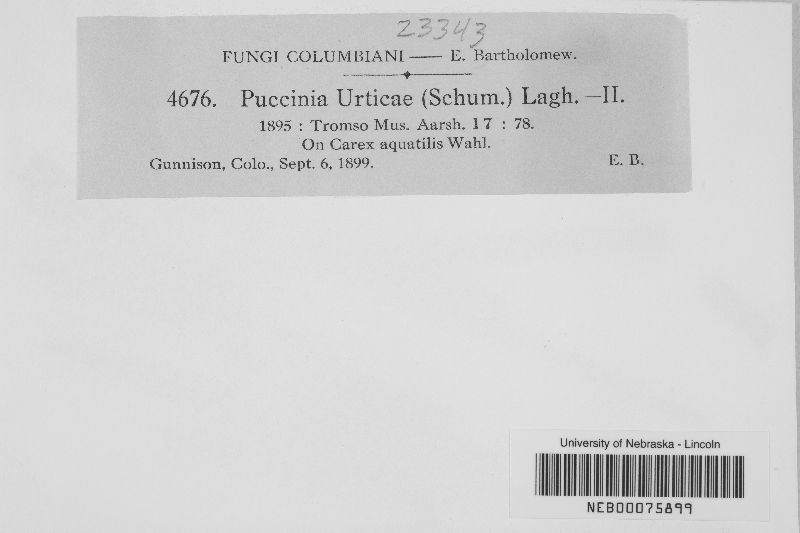 23343
FUNGI COLUMBIANI — E. Bartholomew.
4676. Puccinia Urticae (Schum.) Lagh. —II.
1895 : Tromso Mus. Aarsh. 17 : 78.
On Carex aquatilis Wahl.
Gunnison, Colo., Sept. 6, 1899. E. B.
University of Nebraska - Lincoln
NEB00075899